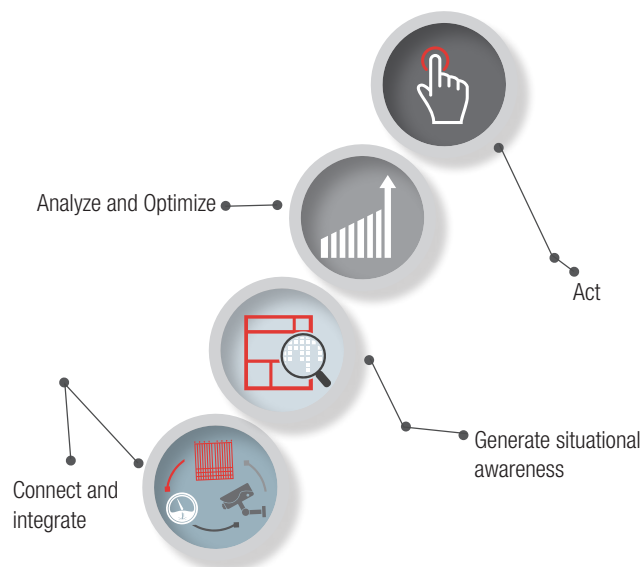 Analyze and Optimize
Act
Generate situational
awareness
Connect and
integrate